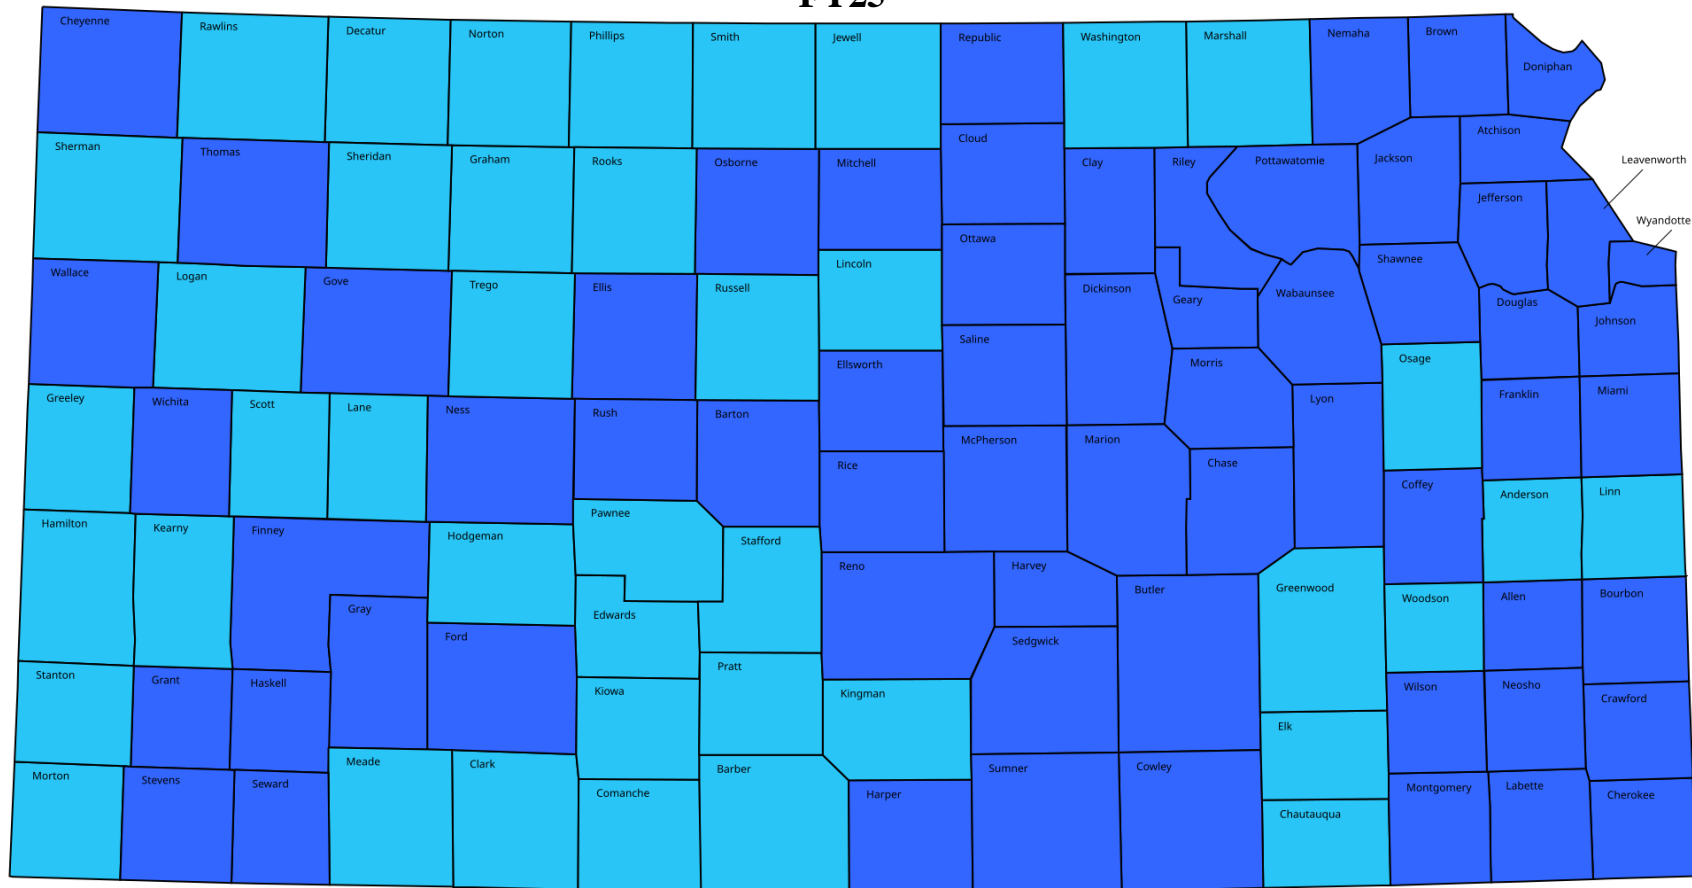 FY25
Cheyenne
Rawlins
Decatur
Norton
Phillips
Smith
Jewell
Republic
Washington
Marshall
Nemaha
Brown
Doniphan
Sherman
Thomas
Sheridan
Graham
Rooks
Osborne
Mitchell
Cloud
Clay
Riley
Pottawatomie
Jackson
Atchison
Leavenworth
Jefferson
Wyandotte
Wallace
Logan
Gove
Trego
Ellis
Russell
Lincoln
Ottawa
Dickinson
Geary
Wabaunsee
Shawnee
Douglas
Johnson
Saline
Ellsworth
Morris
Osage
Greeley
Wichita
Scott
Lane
Ness
Rush
Barton
Lyon
Franklin
Miami
McPherson
Marion
Rice
Chase
Coffey
Anderson
Linn
Hamilton
Kearny
Finney
Hodgeman
Pawnee
Stafford
Reno
Harvey
Butler
Greenwood
Woodson
Allen
Bourbon
Gray
Ford
Edwards
Sedgwick
Stanton
Grant
Haskell
Kiowa
Pratt
Kingman
Wilson
Neosho
Crawford
Elk
Morton
Stevens
Seward
Meade
Clark
Comanche
Barber
Harper
Sumner
Cowley
Chautauqua
Montgomery
Labette
Cherokee